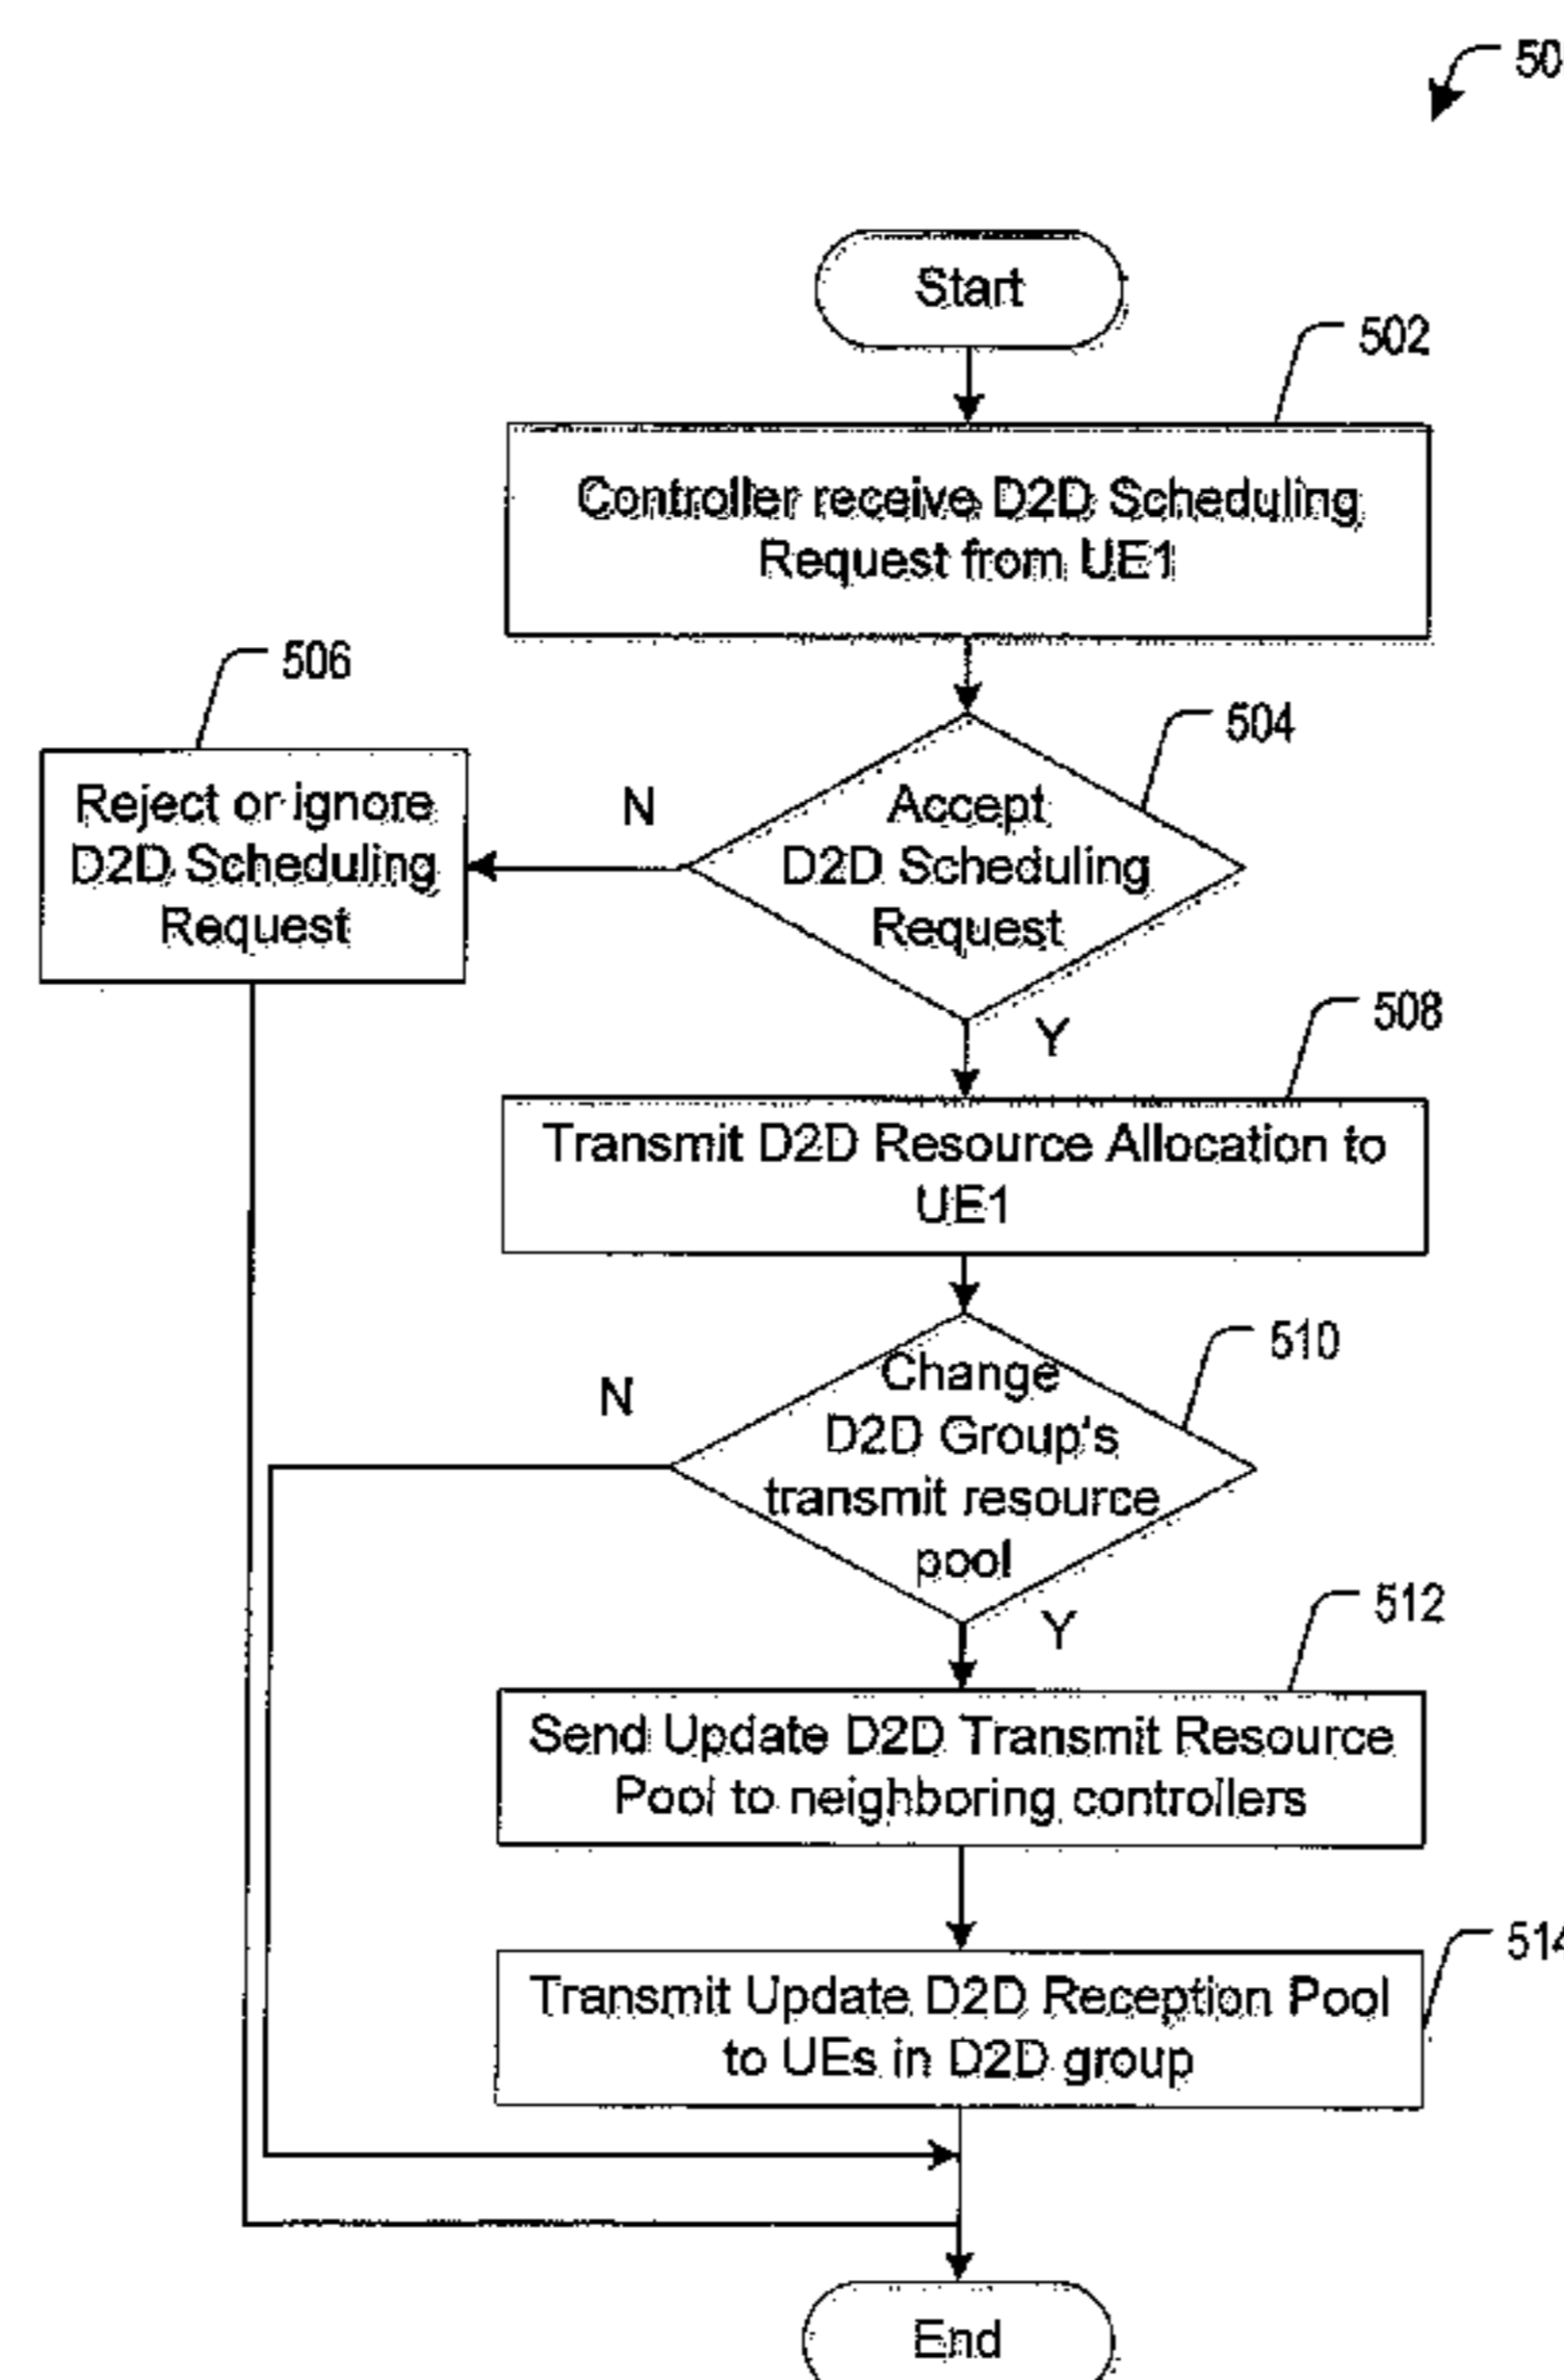 50
Start
502
Controller receive D2D Scheduling
Request from UE1
506
504
Reject or ignore
D2D Scheduling
Request
N
Accept
D2D Scheduling
Request
Y
508
Transmit D2D Resource Allocation to
UE1
510
N
Change
D2D Group's
transmit resource
pool
Y
512
Send Update D2D Transmit Resource
Pool to neighboring controllers
514
Transmit Update D2D Reception Pool
to UEs in D2D group
End